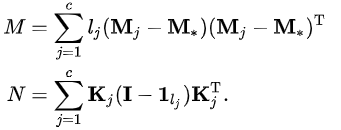 M = \sum_{j=1}^{c} l_j (\mathbf{M}_j - \mathbf{M}_*)(\mathbf{M}_j - \mathbf{M}_*)^{\mathrm{T}}
N = \sum_{j=1}^{c} \mathbf{K}_j (\mathbf{I} - \mathbf{1}_{l_j}) \mathbf{K}_j^{\mathrm{T}}.